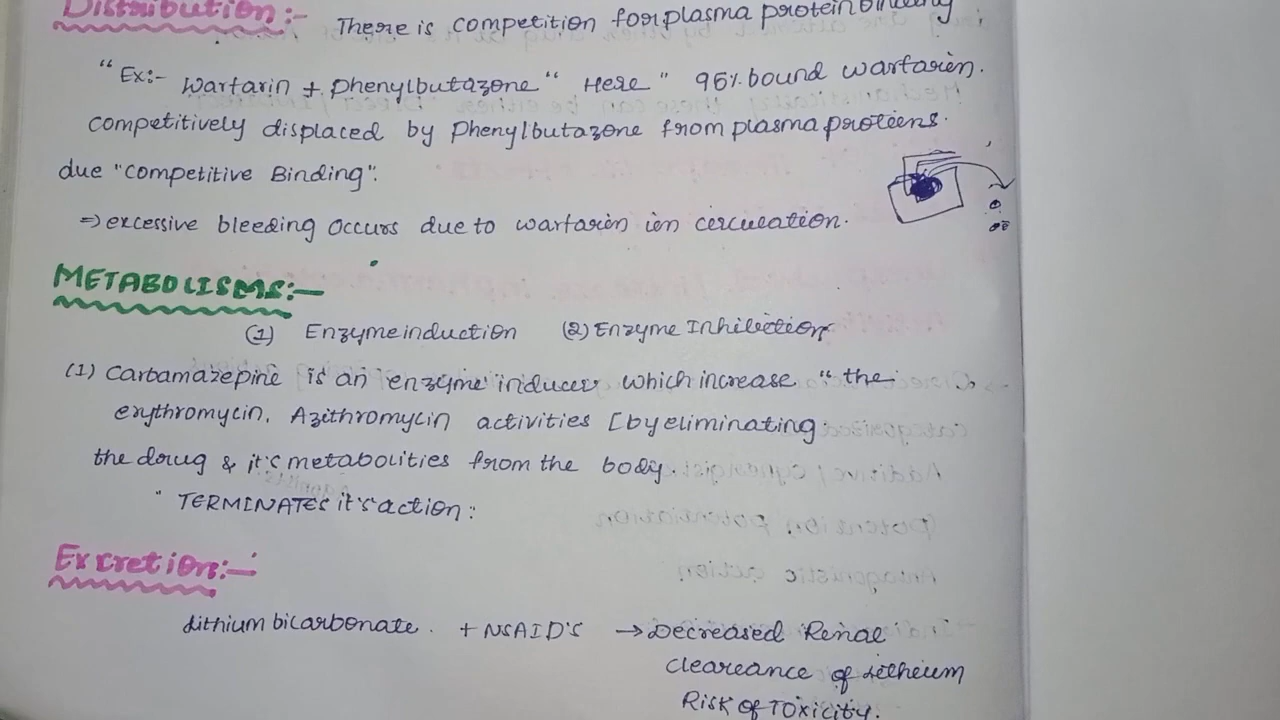 Distribution:- There is competition for plasma protein binding
"Ex:- Warfarin + Phenylbutazone" Here " 95% bound warfarin.
competitively displaced by Phenylbutazone from plasma proteins.
due "competitive Binding".
⇒ excessive bleeding occurs due to warfarin in circulation.
METABOLISMS:-
(1) Enzyme induction (2) Enzyme Inhibition
(1) Carbamazepine is an enzyme inducer which increase "the
erythromycin, Azithromycin activities [by eliminating
the drug & it's metabolities from the body.
" TERMINATES it's action:
Excretion:-
Lithium bicarbonate. + NSAID'S → Decreased Renal
Cleareance of Lithium
Risk of Toxicity.